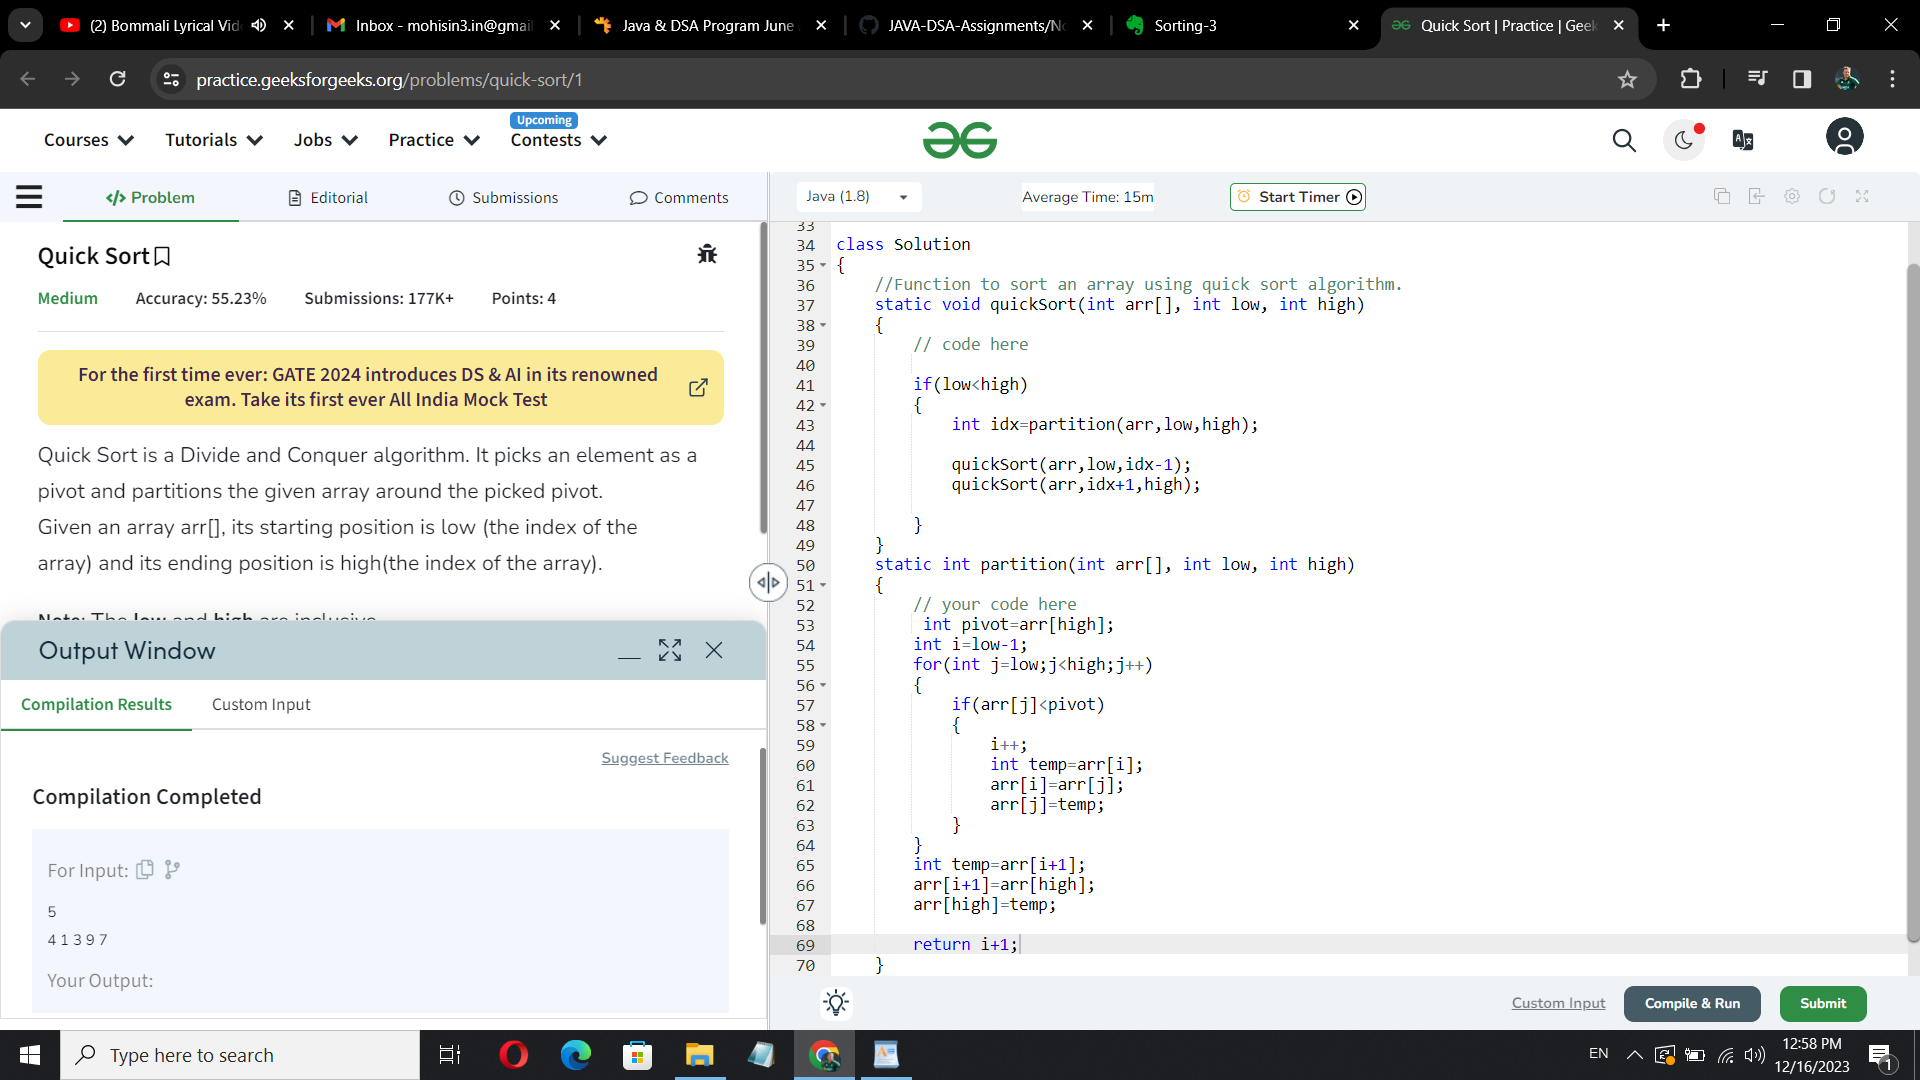 (2) Bommali Lyrical Vid
Inbox - mohisin3.in@gmai
Java & DSA Program June
JAVA-DSA-Assignments/No
Sorting-3
Quick Sort | Practice | Geek
practice.geeksforgeeks.org/problems/quick-sort/1
Courses
Tutorials
Jobs
Practice
Upcoming
Contests
Problem
Editorial
Submissions
Comments
Java (1.8)
Average Time: 15m
Start Timer
Quick Sort
Medium
Accuracy: 55.23%
Submissions: 177K+
Points: 4
For the first time ever: GATE 2024 introduces DS & AI in its renowned
exam. Take its first ever All India Mock Test
Quick Sort is a Divide and Conquer algorithm. It picks an element as a
pivot and partitions the given array around the picked pivot.
Given an array arr[], its starting position is low (the index of the
array) and its ending position is high(the index of the array).
Note: The low and high are inclusive
Output Window
Compilation Results
Custom Input
Suggest Feedback
Compilation Completed
For Input:
5
4 1 3 9 7
Your Output:
33
34 class Solution
35 {
36 //Function to sort an array using quick sort algorithm.
37 static void quickSort(int arr[], int low, int high)
38 {
39 // code here
40
41 if(low<high)
42 {
43 int idx=partition(arr,low,high);
44
45 quickSort(arr,low,idx-1);
46 quickSort(arr,idx+1,high);
47
48 }
49 }
50 static int partition(int arr[], int low, int high)
51 {
52 // your code here
53 int pivot=arr[high];
54 int i=low-1;
55 for(int j=low;j<high;j++)
56 {
57 if(arr[j]<pivot)
58 {
59 i++;
60 int temp=arr[i];
61 arr[i]=arr[j];
62 arr[j]=temp;
63 }
64 }
65 int temp=arr[i+1];
66 arr[i+1]=arr[high];
67 arr[high]=temp;
68
69 return i+1;
70 }
Custom Input
Compile & Run
Submit
Type here to search
EN
12:58 PM
12/16/2023
1